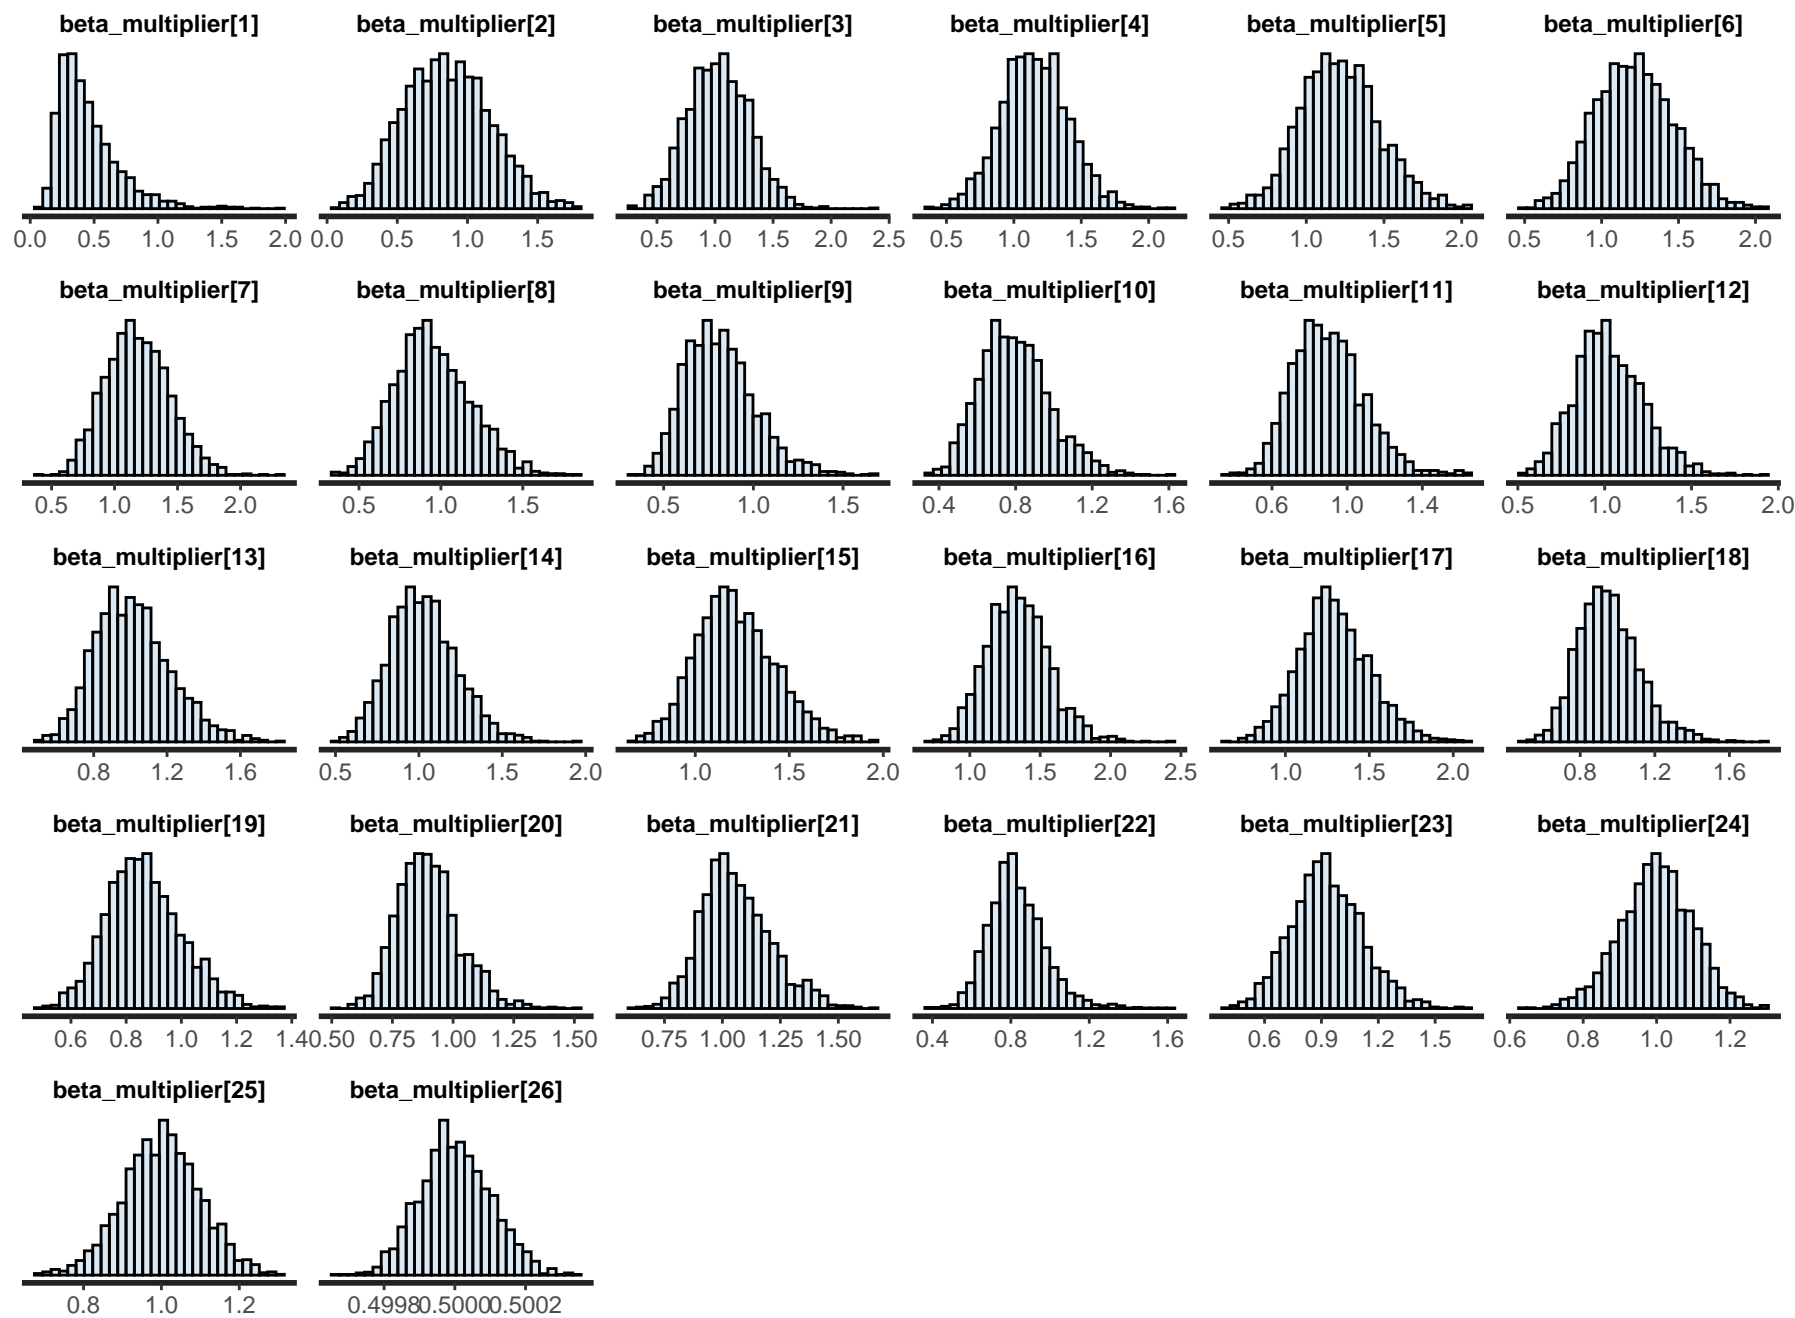 beta_multiplier[1] beta_multiplier[2] beta_multiplier[3] beta_multiplier[4] beta_multiplier[5] beta_multiplier[6]
0.0 0.5 1.0 1.5 2.0 0.0 0.5 1.0 1.5 0.5 1.0 1.5 2.0 2.5 0.5 1.0 1.5 2.0 0.5 1.0 1.5 2.0 0.5 1.0 1.5 2.0
beta_multiplier[7] beta_multiplier[8] beta_multiplier[9] beta_multiplier[10] beta_multiplier[11] beta_multiplier[12]
0.5 1.0 1.5 2.0 0.5 1.0 1.5 0.5 1.0 1.5 0.4 0.8 1.2 1.6 0.6 1.0 1.4 0.5 1.0 1.5 2.0
beta_multiplier[13] beta_multiplier[14] beta_multiplier[15] beta_multiplier[16] beta_multiplier[17] beta_multiplier[18]
0.8 1.2 1.6 0.5 1.0 1.5 2.0 1.0 1.5 2.0 1.0 1.5 2.0 2.5 1.0 1.5 2.0 0.8 1.2 1.6
beta_multiplier[19] beta_multiplier[20] beta_multiplier[21] beta_multiplier[22] beta_multiplier[23] beta_multiplier[24]
0.6 0.8 1.0 1.2 1.4 0.50 0.75 1.00 1.25 1.50 0.75 1.00 1.25 1.50 0.4 0.8 1.2 1.6 0.6 0.9 1.2 1.5 0.6 0.8 1.0 1.2
beta_multiplier[25] beta_multiplier[26]
0.8 1.0 1.2 0.4998 0.5000 0.5002